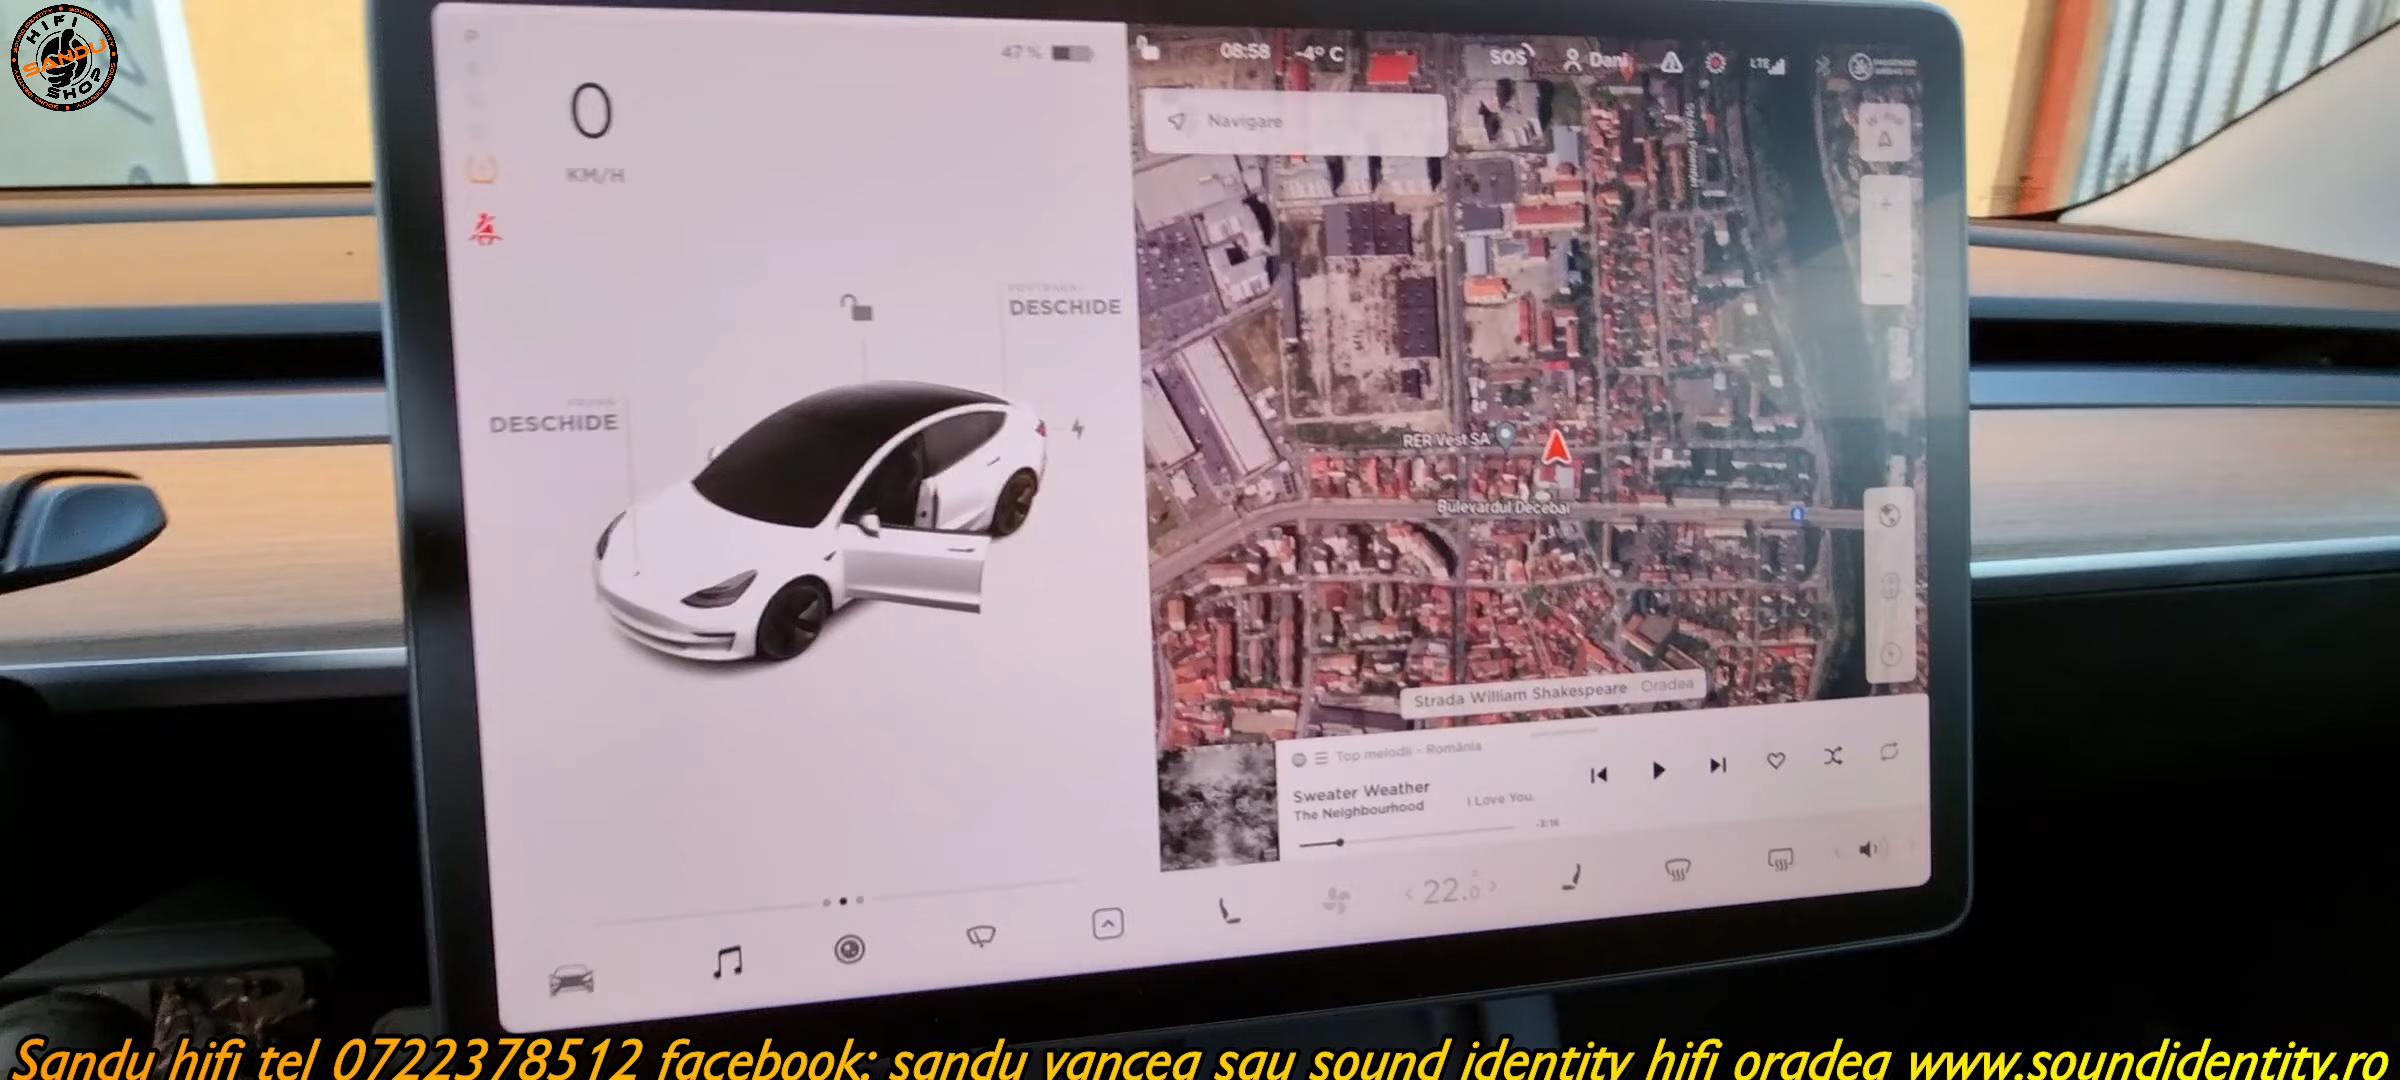 HIFI
SANDU
SHOP
47 %
08:58
-4° C
SOS
Dani
LTE
0
KM/H
Navigare
DESCHIDE
DESCHIDE
RER Vest SA
Bulevardul Decebal
Strada William Shakespeare Oradea
Top melodii - România
Sweater Weather
The Neighbourhood
I Love You.
-3:16
22.0
Sandu hifi tel 0722378512 facebook: sandu vancea sau sound identity hifi oradea www.soundidentity.ro